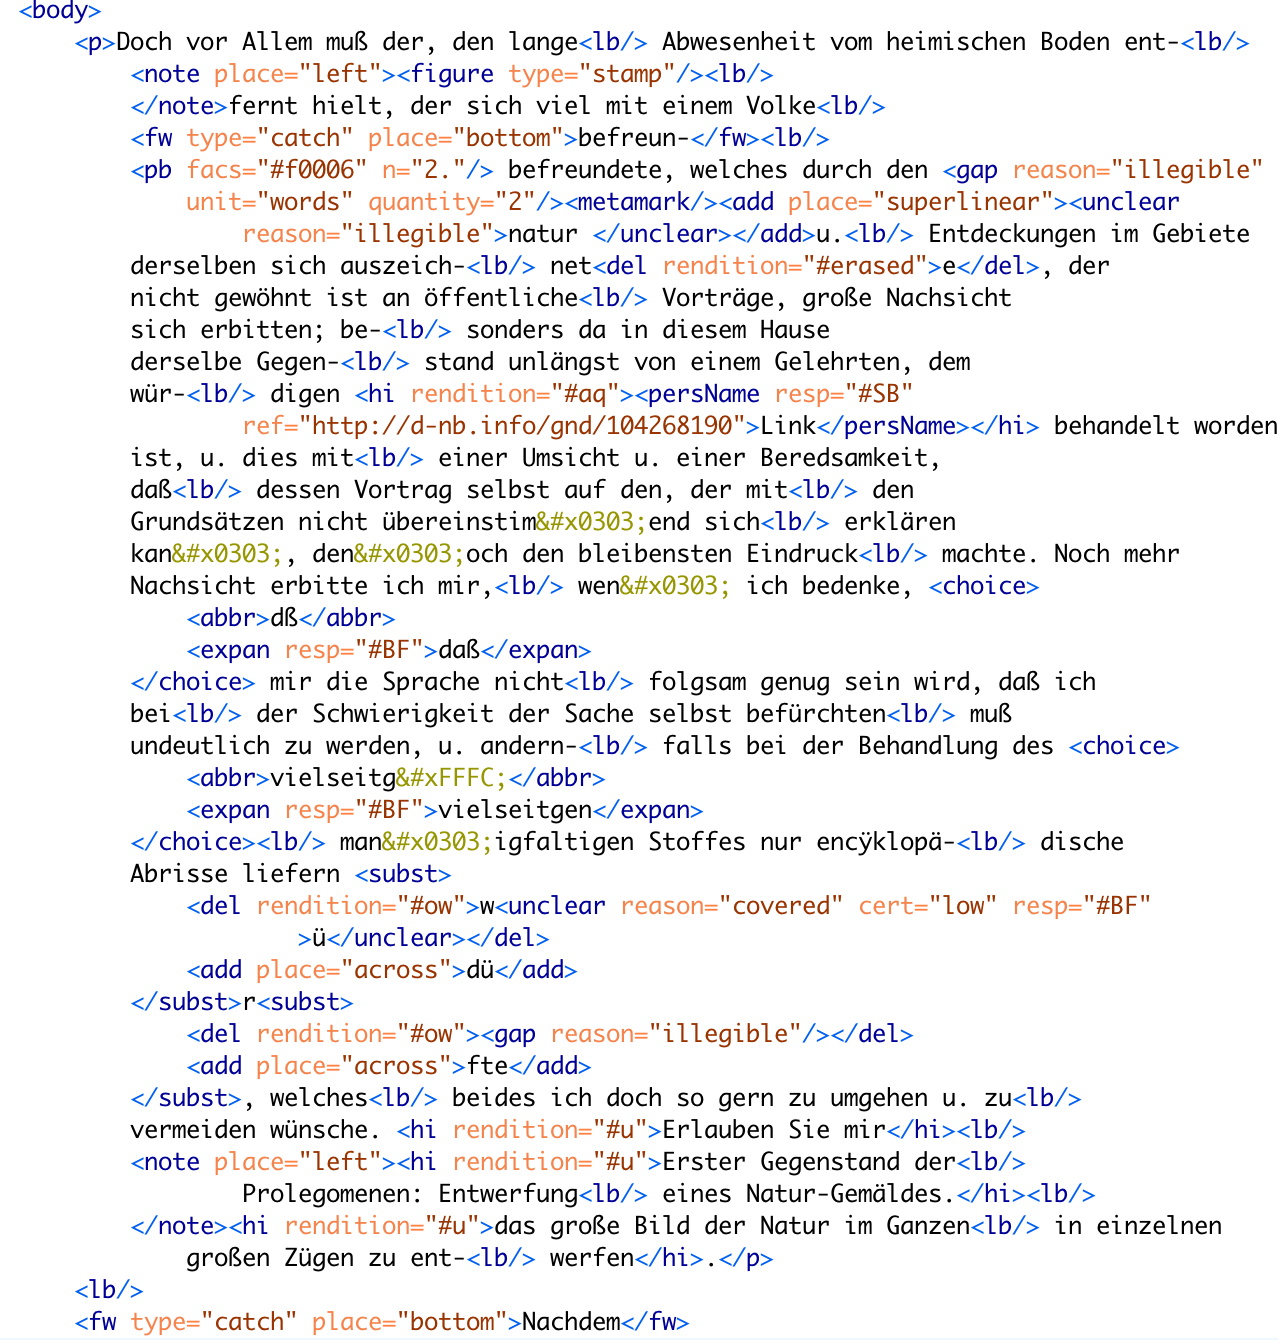 <body>
<p>Doch vor Allem muß der, den lange<lb/> Abwesenheit vom heimischen Boden ent-<lb/>
<note place="left"><figure type="stamp"/><lb/>
</note>fernt hielt, der sich viel mit einem Volke<lb/>
<fw type="catch" place="bottom">befreun-</fw><lb/>
<pb facs="#f0006" n="2."/> befreundete, welches durch den <gap reason="illegible"
unit="words" quantity="2"/><metamark/><add place="superlinear"><unclear
reason="illegible">natur </unclear></add>u.<lb/> Entdeckungen im Gebiete
derselben sich auszeich-<lb/> net<del rendition="#erased">e</del>, der
nicht gewöhnt ist an öffentliche<lb/> Vorträge, große Nachsicht
sich erbitten; be-<lb/> sonders da in diesem Hause
derselbe Gegen-<lb/> stand unlängst von einem Gelehrten, dem
wür-<lb/> digen <hi rendition="#aq"><persName resp="#SB"
ref="http://d-nb.info/gnd/104268190">Link</persName></hi> behandelt worden
ist, u. dies mit<lb/> einer Umsicht u. einer Beredsamkeit,
daß<lb/> dessen Vortrag selbst auf den, der mit<lb/> den
Grundsätzen nicht übereinstim&#x0303;end sich<lb/> erklären
kan&#x0303;, den&#x0303;och den bleibensten Eindruck<lb/> machte. Noch mehr
Nachsicht erbitte ich mir,<lb/> wen&#x0303; ich bedenke, <choice>
<abbr>dß</abbr>
<expan resp="#BF">daß</expan>
</choice> mir die Sprache nicht<lb/> folgsam genug sein wird, daß ich
bei<lb/> der Schwierigkeit der Sache selbst befürchten<lb/> muß
undeutlich zu werden, u. andern-<lb/> falls bei der Behandlung des <choice>
<abbr>vielseitg&#xFFFC;</abbr>
<expan resp="#BF">vielseitgen</expan>
</choice><lb/> man&#x0303;igfaltigen Stoffes nur encÿklopä-<lb/> dische
Abrisse liefern <subst>
<del rendition="#ow">w<unclear reason="covered" cert="low" resp="#BF"
>ü</unclear></del>
<add place="across">dü</add>
</subst>r<subst>
<del rendition="#ow"><gap reason="illegible"/></del>
<add place="across">fte</add>
</subst>, welches<lb/> beides ich doch so gern zu umgehen u. zu<lb/>
vermeiden wünsche. <hi rendition="#u">Erlauben Sie mir</hi><lb/>
<note place="left"><hi rendition="#u">Erster Gegenstand der<lb/>
Prolegomenen: Entwerfung<lb/> eines Natur-Gemäldes.</hi><lb/>
</note><hi rendition="#u">das große Bild der Natur im Ganzen<lb/> in einzelnen
großen Zügen zu ent-<lb/> werfen</hi>.</p>
<lb/>
<fw type="catch" place="bottom">Nachdem</fw>